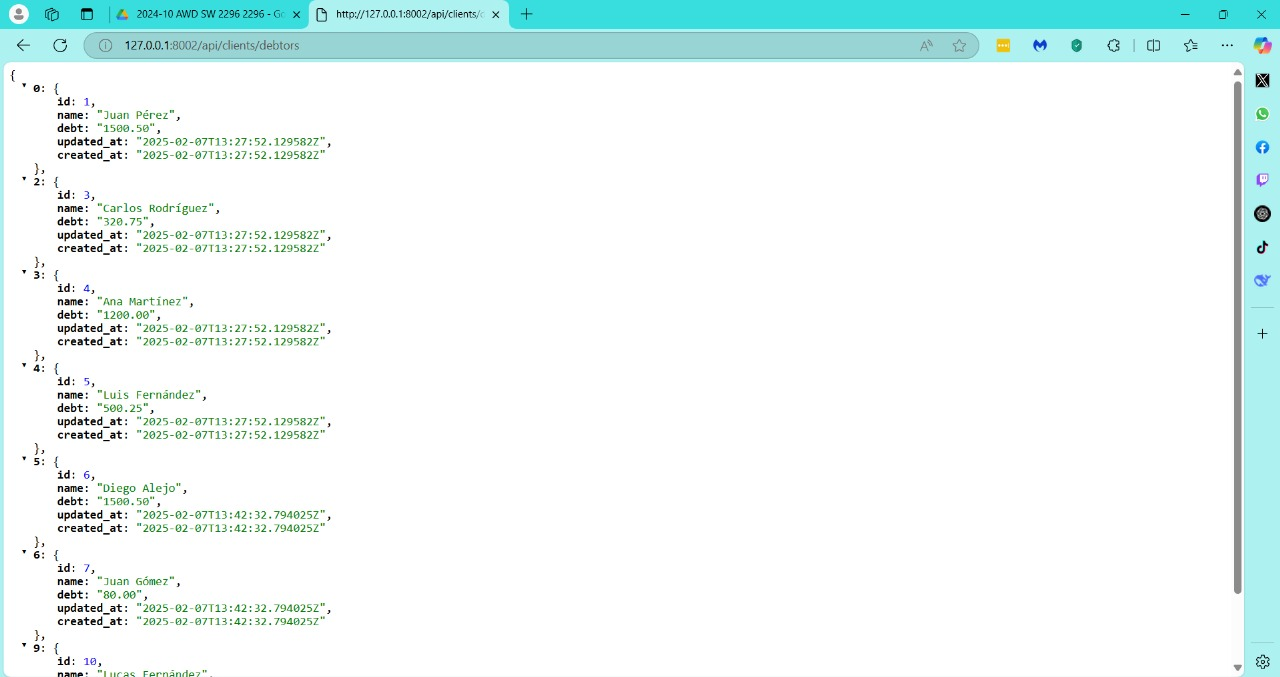 2024-10 AWD SW 2296 2296 - Go
http://127.0.0.1:8002/api/clients/d
127.0.0.1:8002/api/clients/debtors
{
0: {
id: 1,
name: "Juan Pérez",
debt: "1500.50",
updated_at: "2025-02-07T13:27:52.129582Z",
created_at: "2025-02-07T13:27:52.129582Z"
},
2: {
id: 3,
name: "Carlos Rodríguez",
debt: "320.75",
updated_at: "2025-02-07T13:27:52.129582Z",
created_at: "2025-02-07T13:27:52.129582Z"
},
3: {
id: 4,
name: "Ana Martínez",
debt: "1200.00",
updated_at: "2025-02-07T13:27:52.129582Z",
created_at: "2025-02-07T13:27:52.129582Z"
},
4: {
id: 5,
name: "Luis Fernández",
debt: "500.25",
updated_at: "2025-02-07T13:27:52.129582Z",
created_at: "2025-02-07T13:27:52.129582Z"
},
5: {
id: 6,
name: "Diego Alejo",
debt: "1500.50",
updated_at: "2025-02-07T13:42:32.794025Z",
created_at: "2025-02-07T13:42:32.794025Z"
},
6: {
id: 7,
name: "Juan Gómez",
debt: "80.00",
updated_at: "2025-02-07T13:42:32.794025Z",
created_at: "2025-02-07T13:42:32.794025Z"
},
9: {
id: 10,
name: "Lucas Fernández",